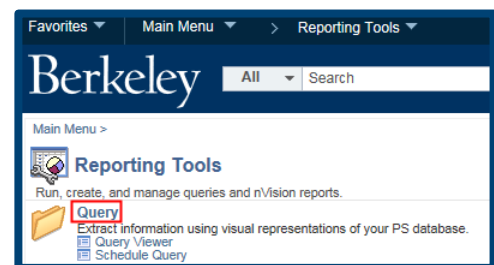 Favorites Main Menu > Reporting Tools
Berkeley All Search
Main Menu >
Reporting Tools
Run, create, and manage queries and nVision reports.
Query
Extract information using visual representations of your PS database.
Query Viewer
Schedule Query